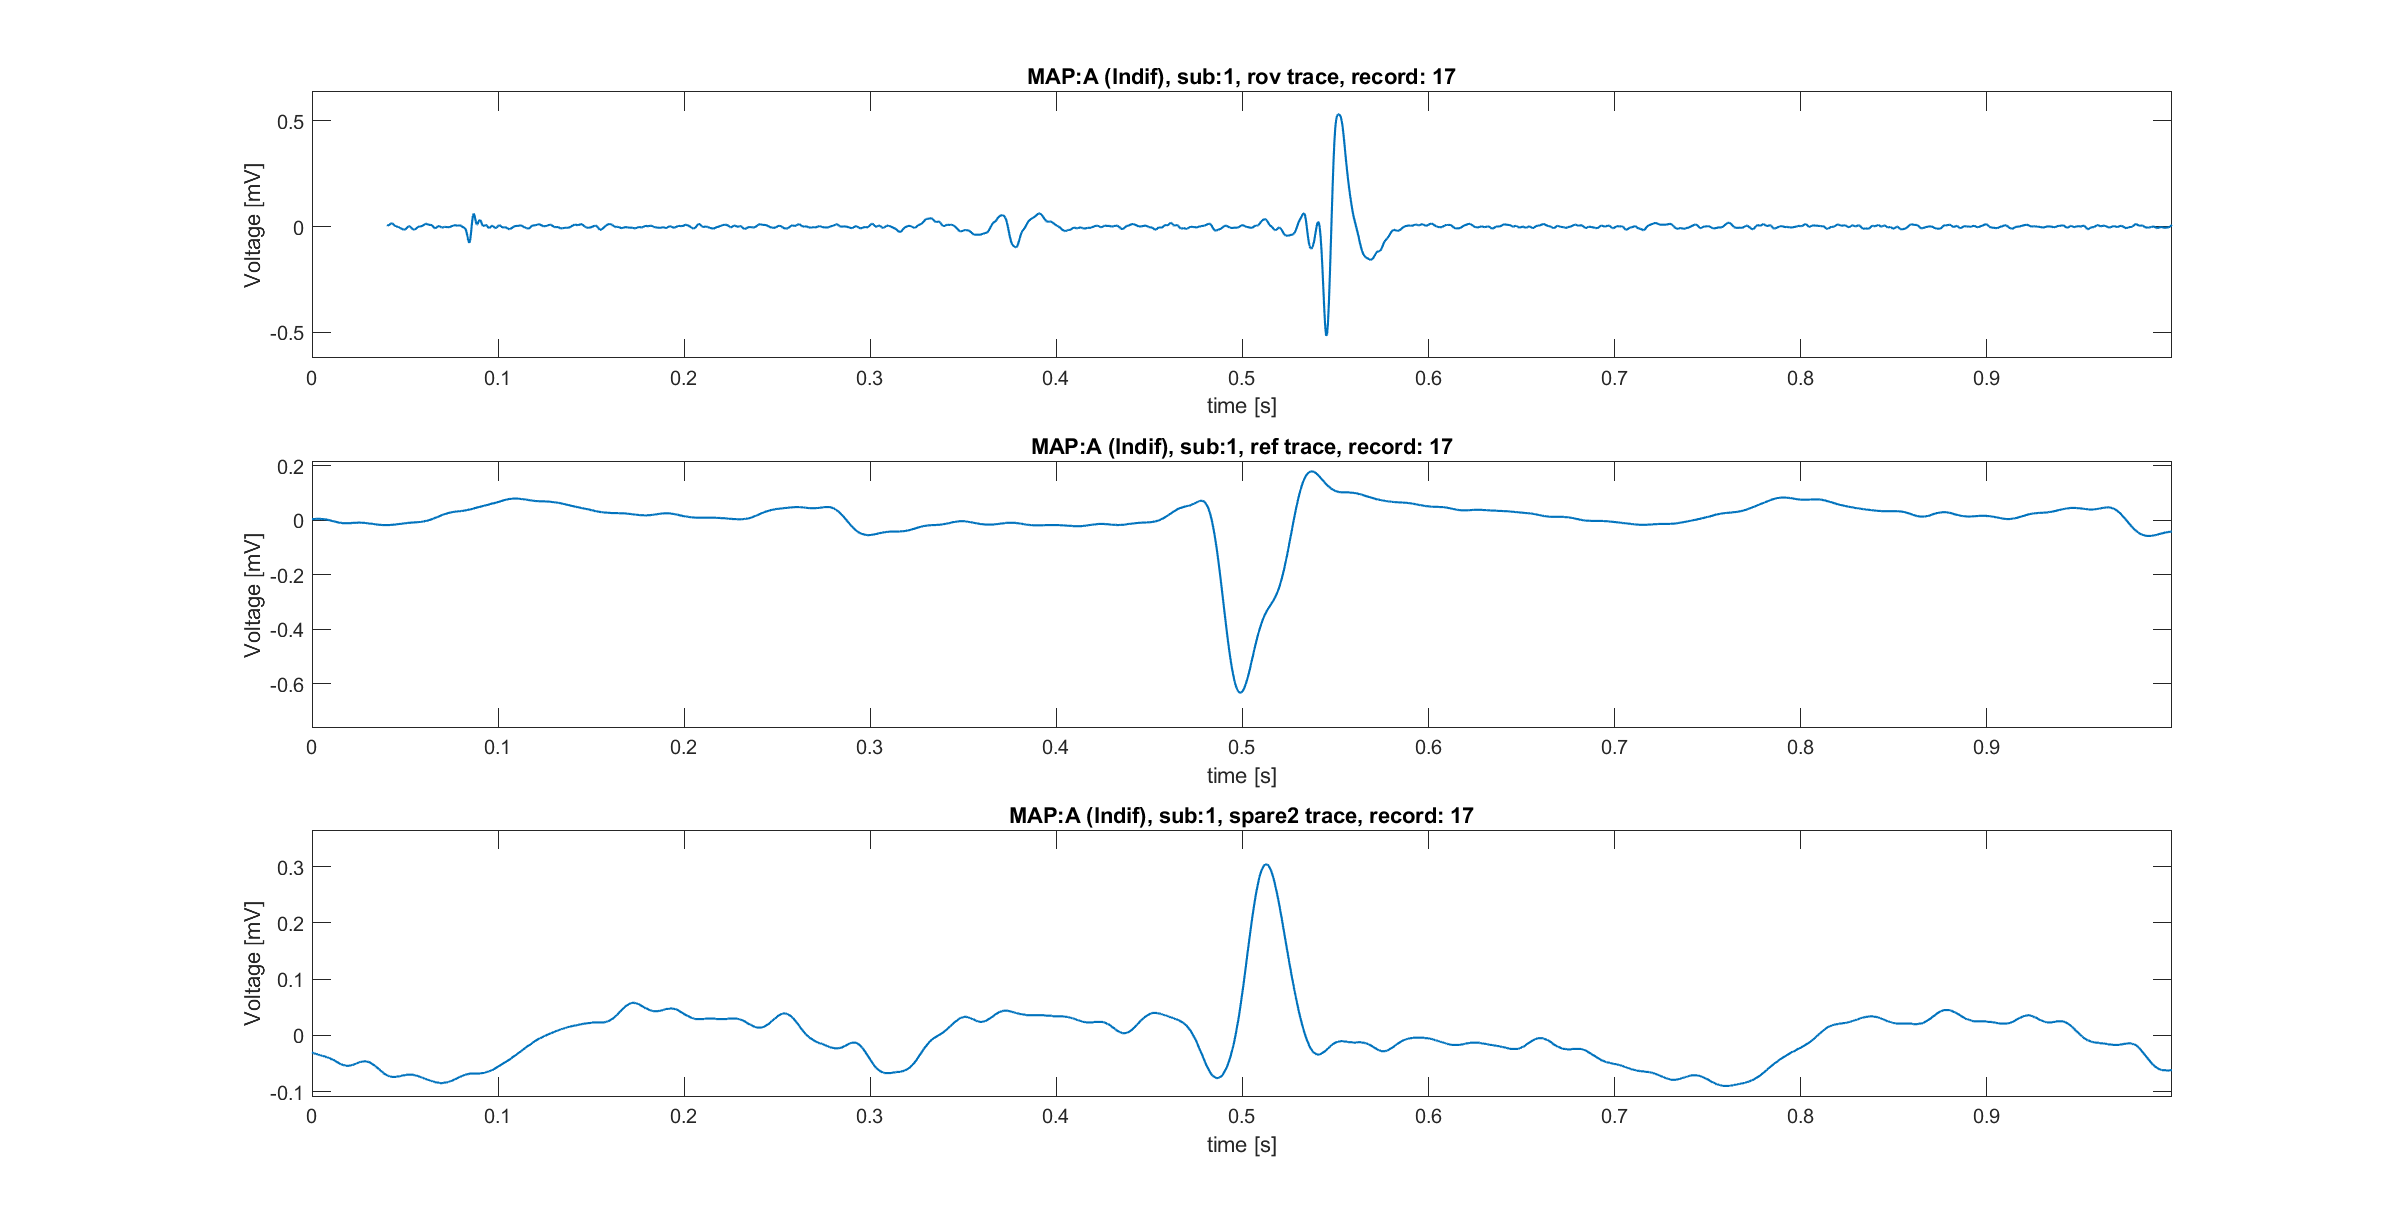 MAP:A (Indif), sub:1, rov trace, record: 17
Voltage [mV]
0.5
0
-0.5
0 0.1 0.2 0.3 0.4 0.5 0.6 0.7 0.8 0.9
time [s]
MAP:A (Indif), sub:1, ref trace, record: 17
Voltage [mV]
0.2
0
-0.2
-0.4
-0.6
0 0.1 0.2 0.3 0.4 0.5 0.6 0.7 0.8 0.9
time [s]
MAP:A (Indif), sub:1, spare2 trace, record: 17
Voltage [mV]
0.3
0.2
0.1
0
-0.1
0 0.1 0.2 0.3 0.4 0.5 0.6 0.7 0.8 0.9
time [s]